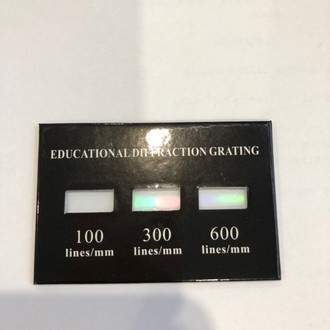 EDUCATIONAL DIFFRACTION GRATING
100 300 600
lines/mm lines/mm lines/mm